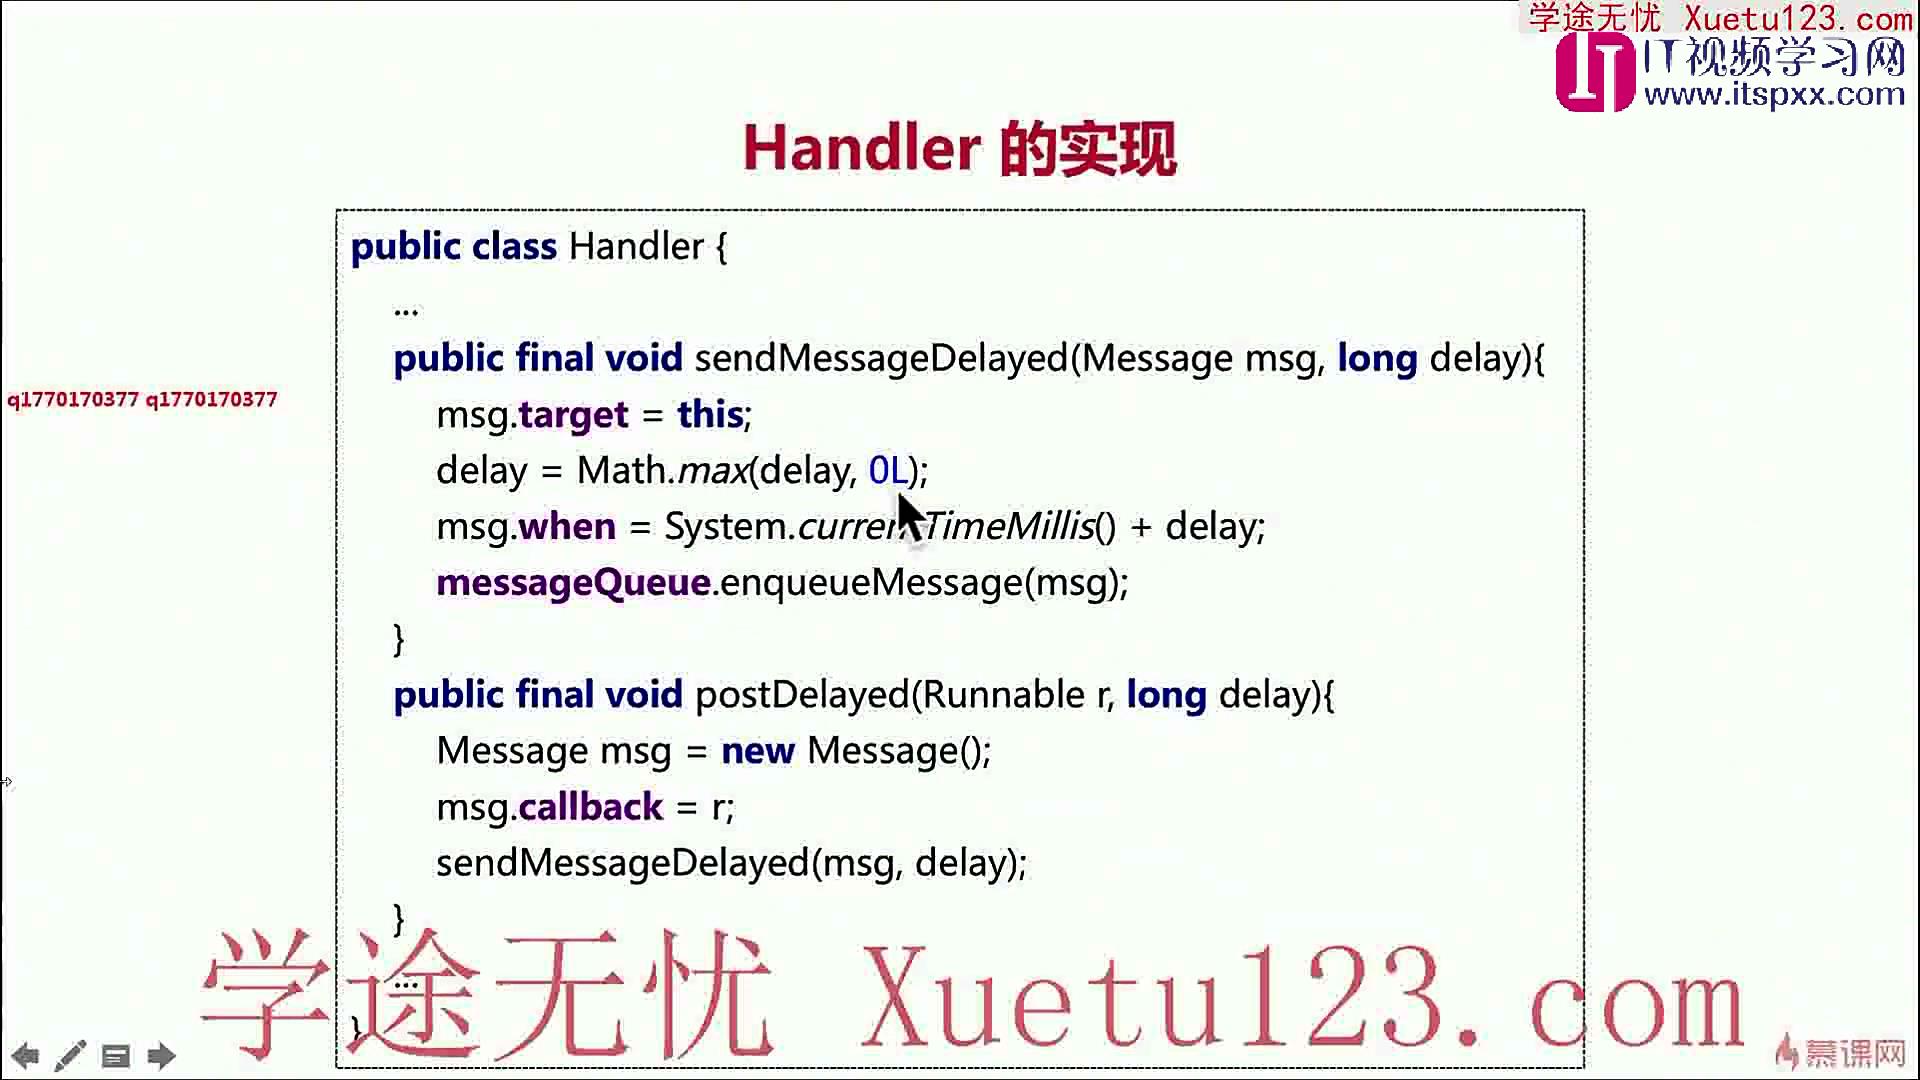 学途无忧 Xuetu123.com
IT视频学习网
www.itspxx.com
Handler 的实现
public class Handler {
...
public final void sendMessageDelayed(Message msg, long delay){
q1770170377 q1770170377
msg.target = this;
delay = Math.max(delay, 0L);
msg.when = System.currentTimeMillis() + delay;
messageQueue.enqueueMessage(msg);
}
public final void postDelayed(Runnable r, long delay){
Message msg = new Message();
msg.callback = r;
sendMessageDelayed(msg, delay);
}
...
}
学途无忧 Xuetu123.com
慕课网